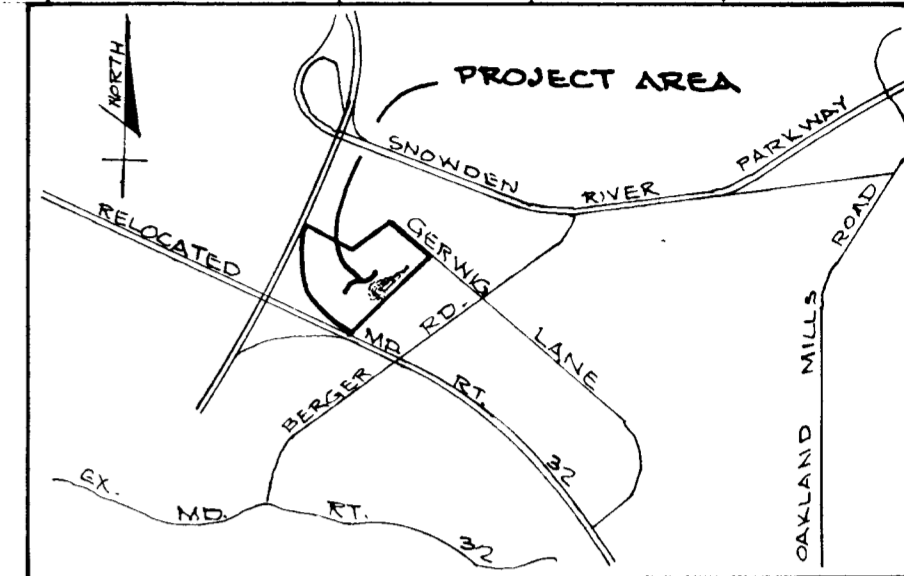 NORTH
PROJECT AREA
SNOWDEN RIVER PARKWAY
RELOCATED MD. RT. 32
GERWIG LANE
BERGER RD.
OAKLAND MILLS ROAD
EX. MD. RT. 32